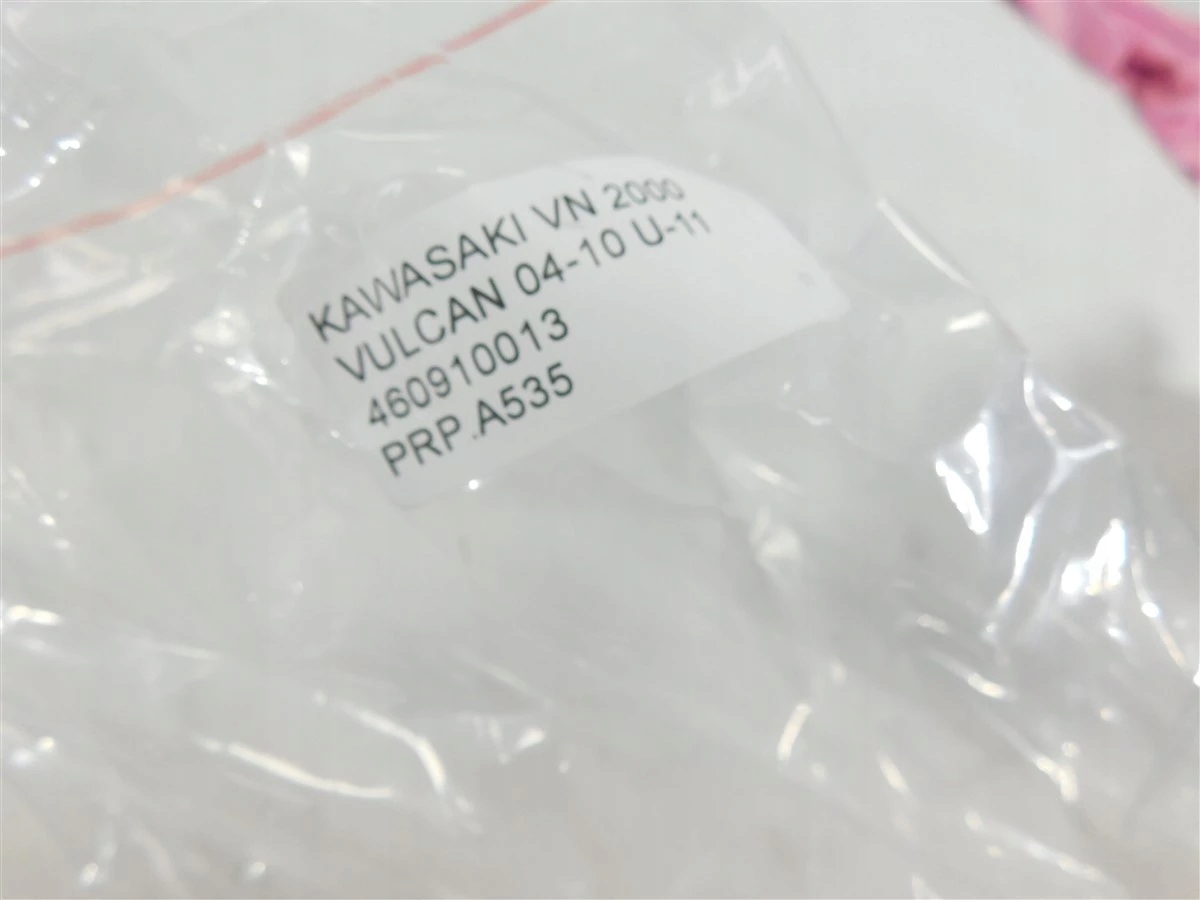 KAWASAKI VN 2000
VULCAN 04-10 U-11
460910013
PRP.A535